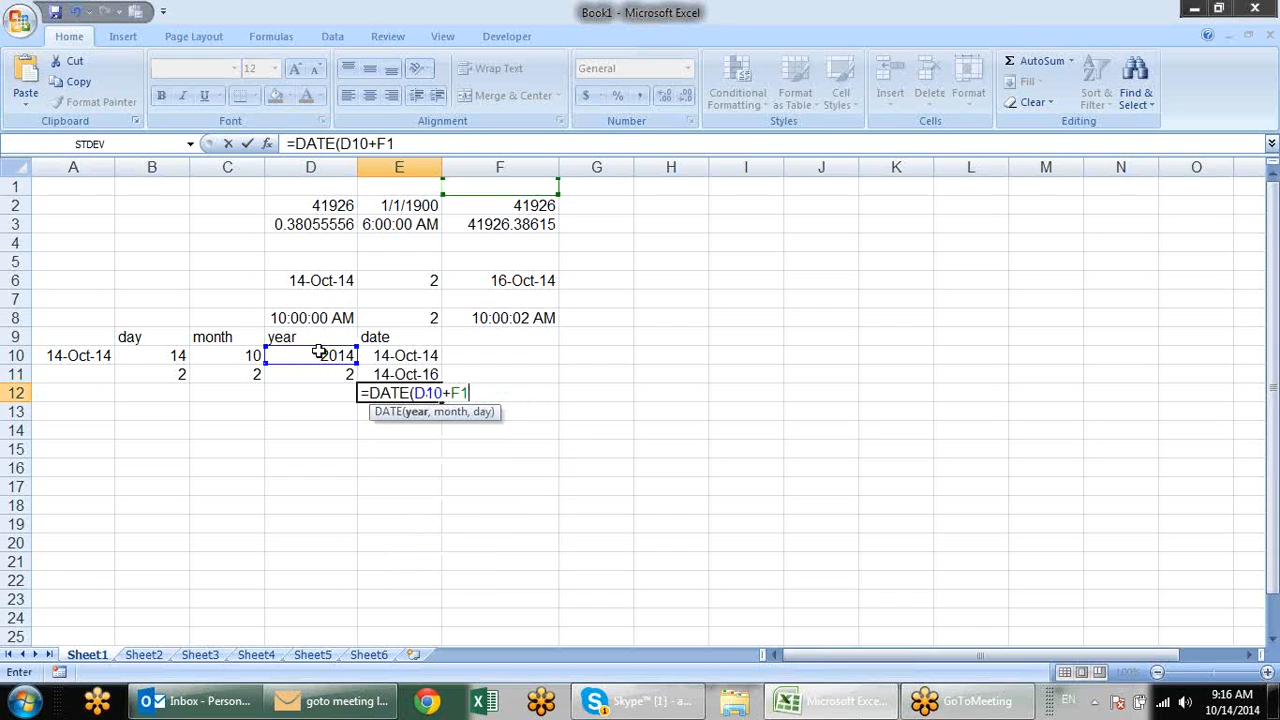 Book1 - Microsoft Excel
Home Insert Page Layout Formulas Data Review View Developer
Paste Cut Copy Format Painter Clipboard
12 A A B I U A Font
Wrap Text Merge & Center Alignment
General $ % , Number
Conditional Formatting Format as Table Cell Styles Styles
Insert Delete Format Cells
Σ AutoSum Fill Clear Sort & Filter Find & Select Editing
STDEV fx =DATE(D10+F1
A B C D E F G H I J K L M N O
1
2 41926 1/1/1900 41926
3 0.38055556 6:00:00 AM 41926.38615
4
5
6 14-Oct-14 2 16-Oct-14
7
8 10:00:00 AM 2 10:00:02 AM
9 day month year date
10 14-Oct-14 14 10 2014 14-Oct-14
11 2 2 2 14-Oct-16
12 =DATE(D10+F1
13 DATE(year, month, day)
14
15
16
17
18
19
20
21
22
23
24
25
Sheet1 Sheet2 Sheet3 Sheet4 Sheet5 Sheet6
Enter 100%
Inbox - Person... goto meeting l... Skype™ [1] - a... Microsoft Exce... GoToMeeting EN 9:16 AM
10/14/2014